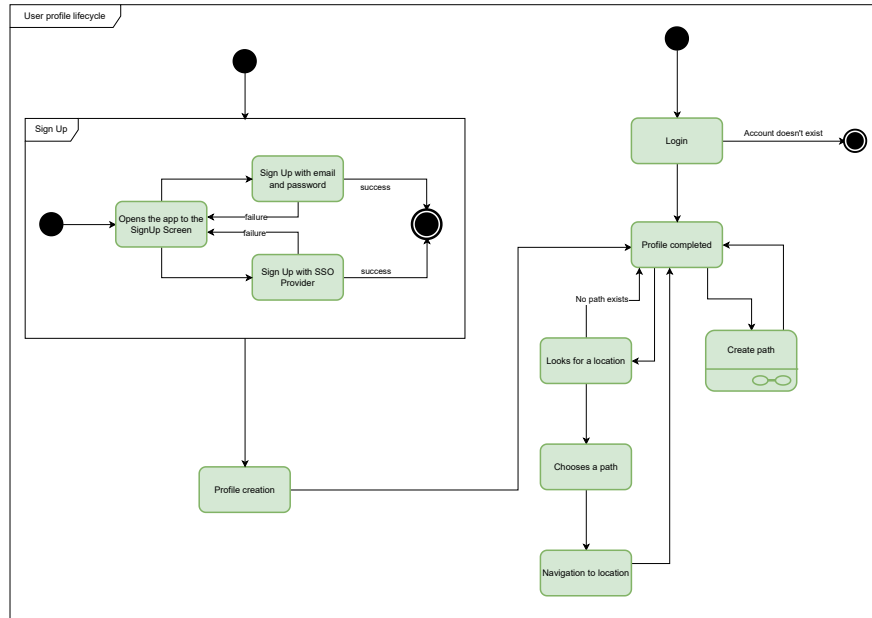 User profile lifecycle
Sign Up
Login
Account doesn't exist
Sign Up with email
and password
success
Opens the app to the
SignUp Screen
failure
failure
Sign Up with SSO
Provider
success
Profile completed
No path exists
Looks for a location
Create path
Chooses a path
Profile creation
Navigation to location